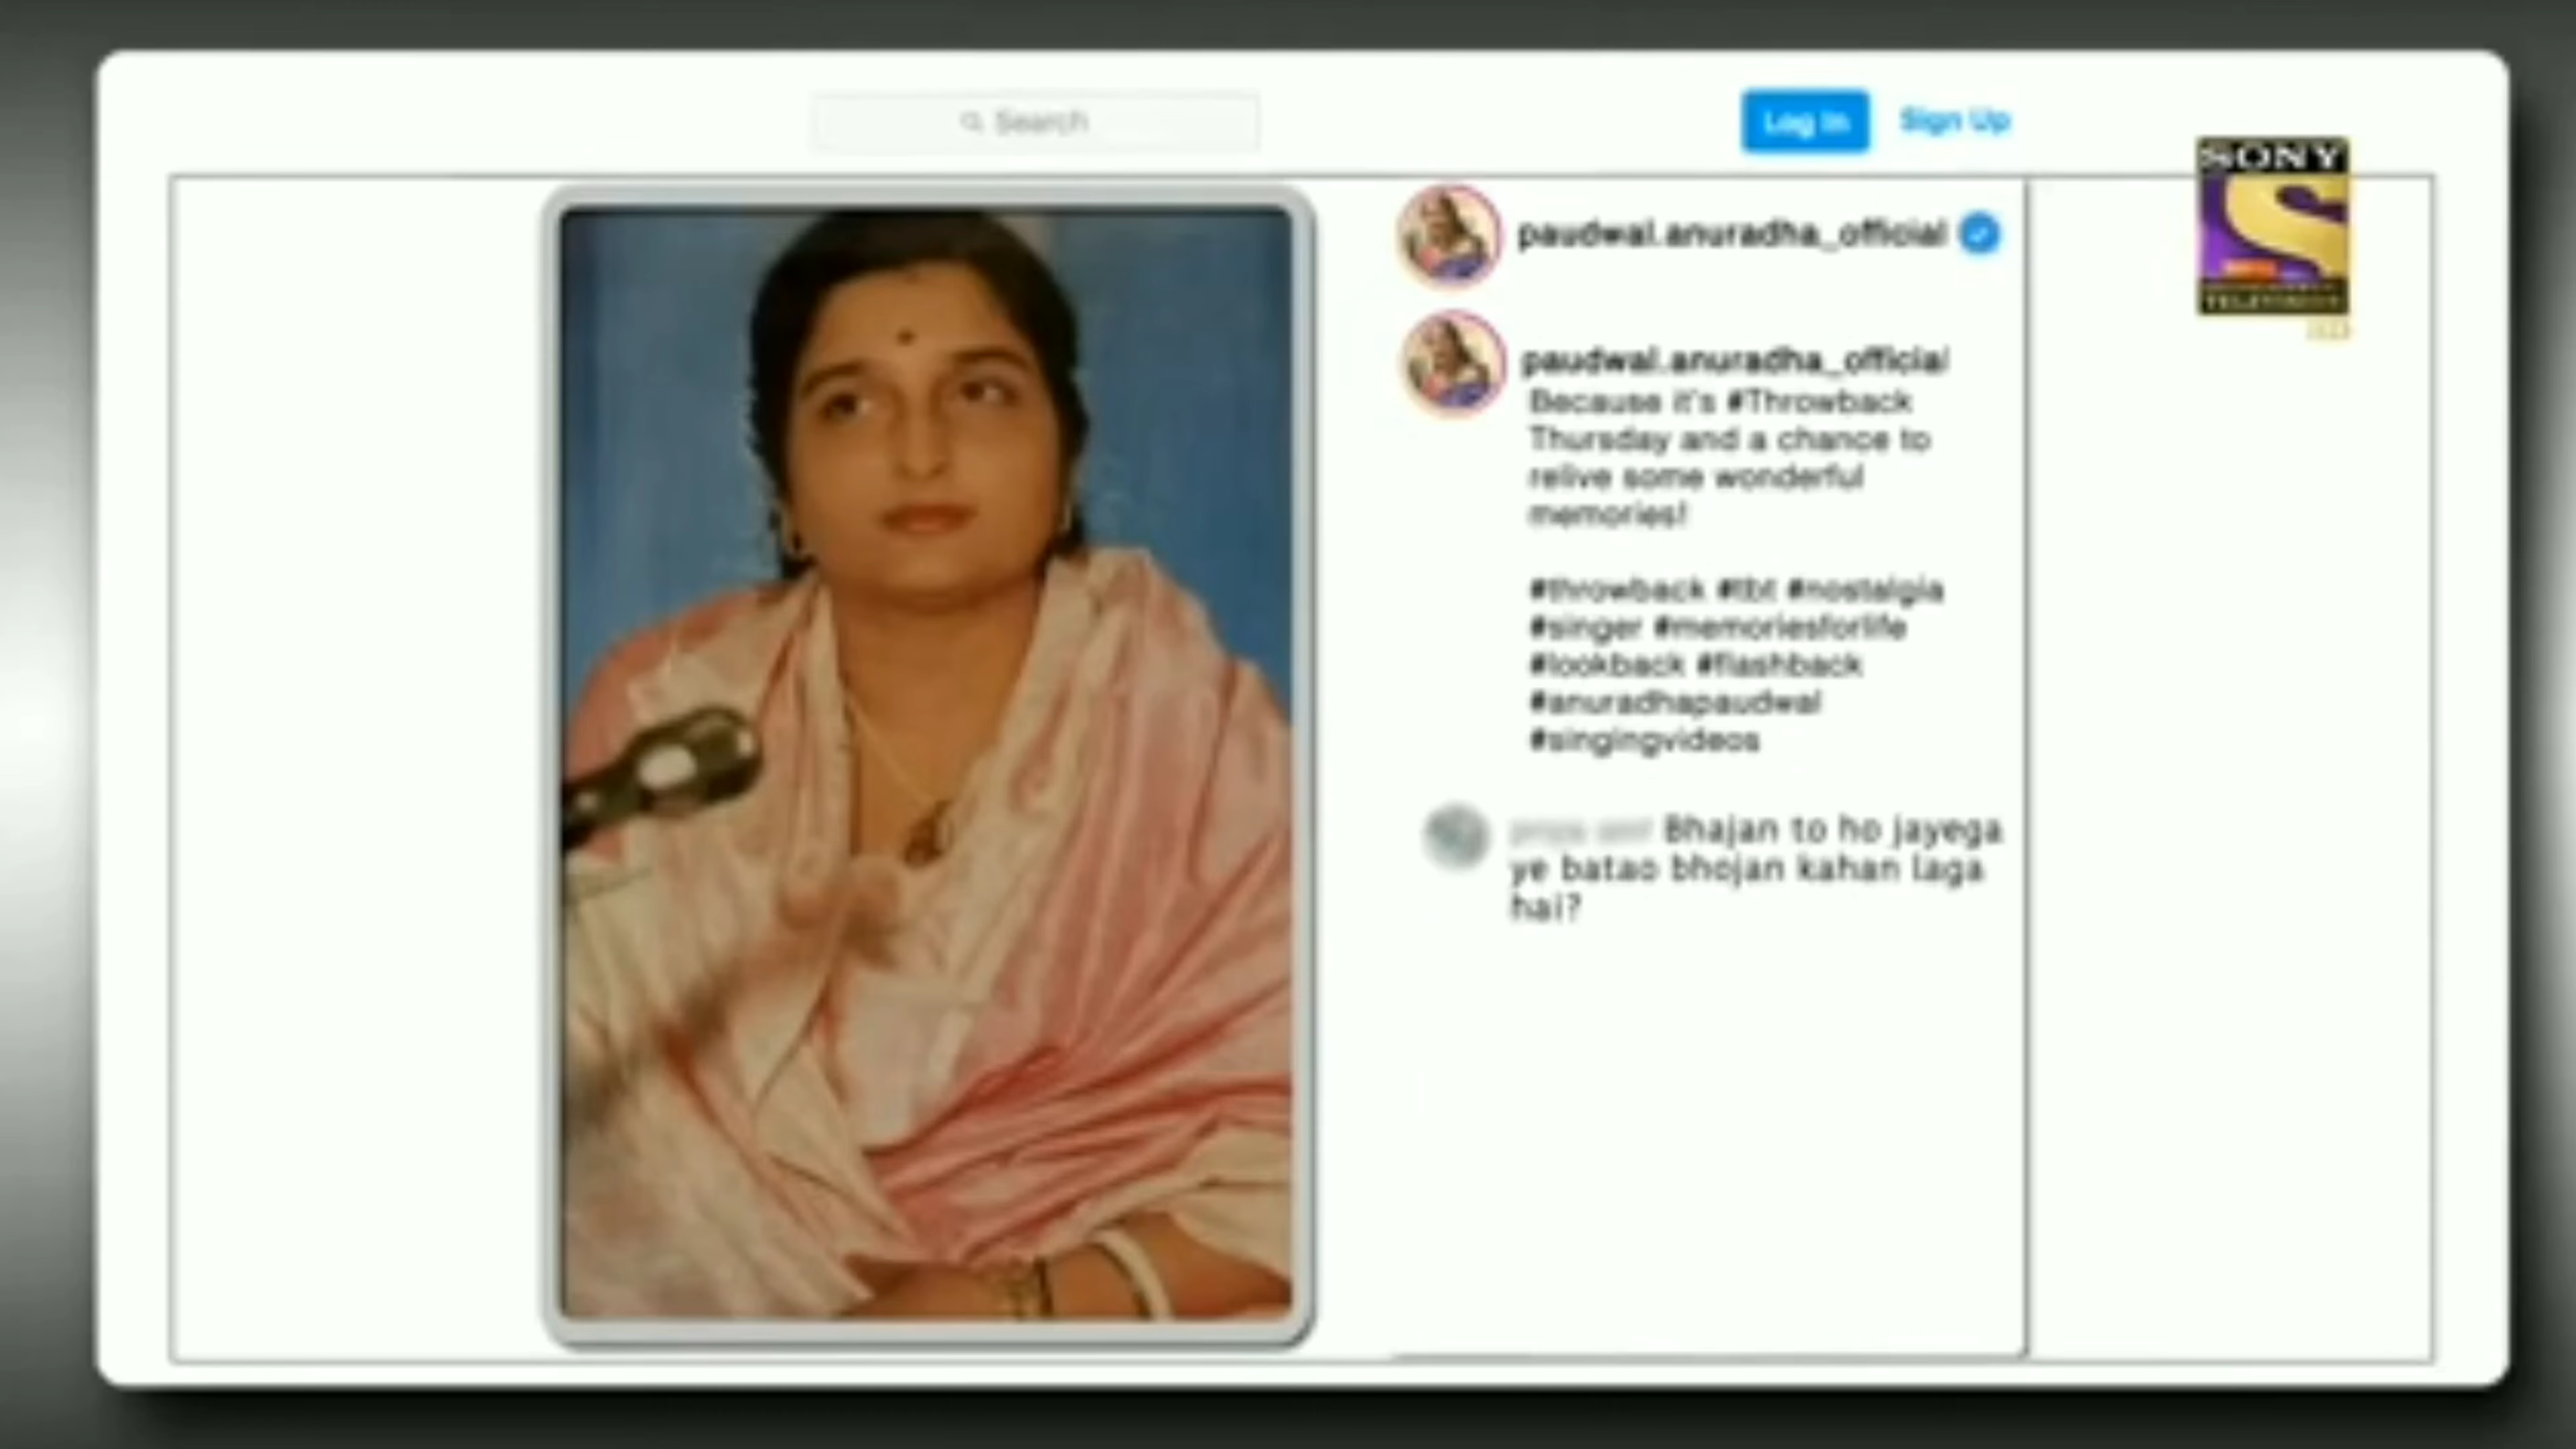 Search
Log In
Sign Up
SONY
TELEVISION
paudwal.anuradha_official
paudwal.anuradha_official
Because it's #Throwback
Thursday and a chance to
relive some wonderful
memories!
#throwback #tbt #nostalgia
#singer #memoriesforlife
#lookback #flashback
#anuradhapaudwal
#singingvideos
Bhajan to ho jayega
ye batao bhojan kahan laga
hai?